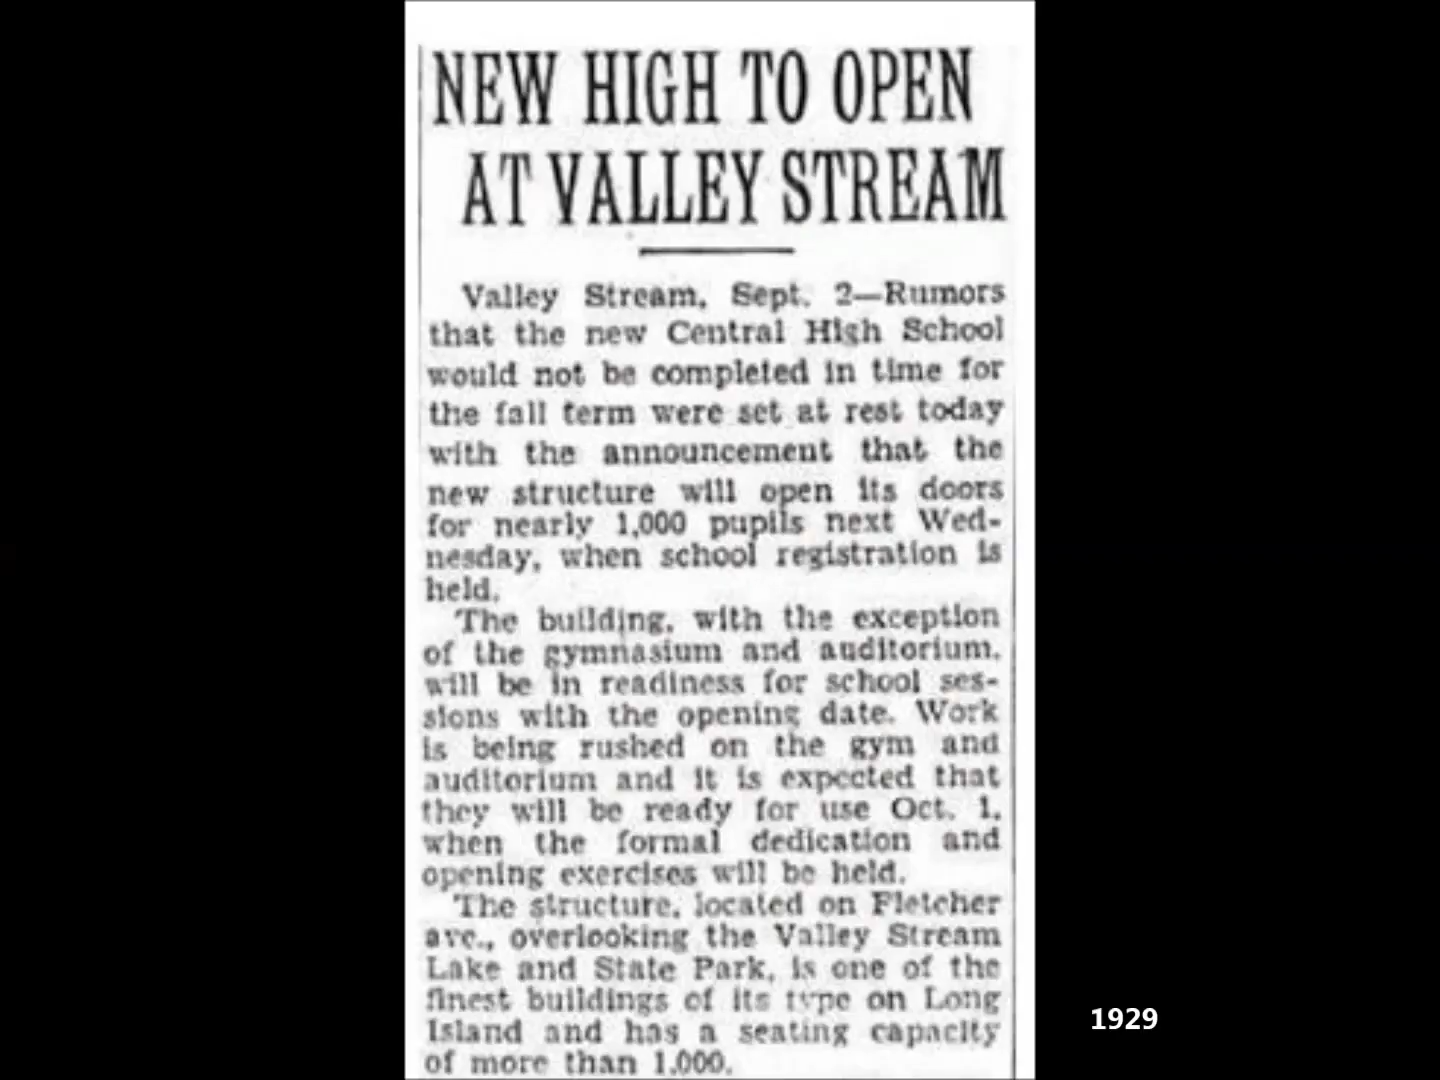 NEW HIGH TO OPEN
AT VALLEY STREAM
Valley Stream, Sept. 2—Rumors
that the new Central High School
would not be completed in time for
the fall term were set at rest today
with the announcement that the
new structure will open its doors
for nearly 1,000 pupils next Wed-
nesday, when school registration is
held.
The building, with the exception
of the gymnasium and auditorium,
will be in readiness for school ses-
sions with the opening date. Work
is being rushed on the gym and
auditorium and it is expected that
they will be ready for use Oct. 1,
when the formal dedication and
opening exercises will be held.
The structure, located on Fletcher
ave., overlooking the Valley Stream
Lake and State Park, is one of the
finest buildings of its type on Long
Island and has a seating capacity
of more than 1,000.
1929